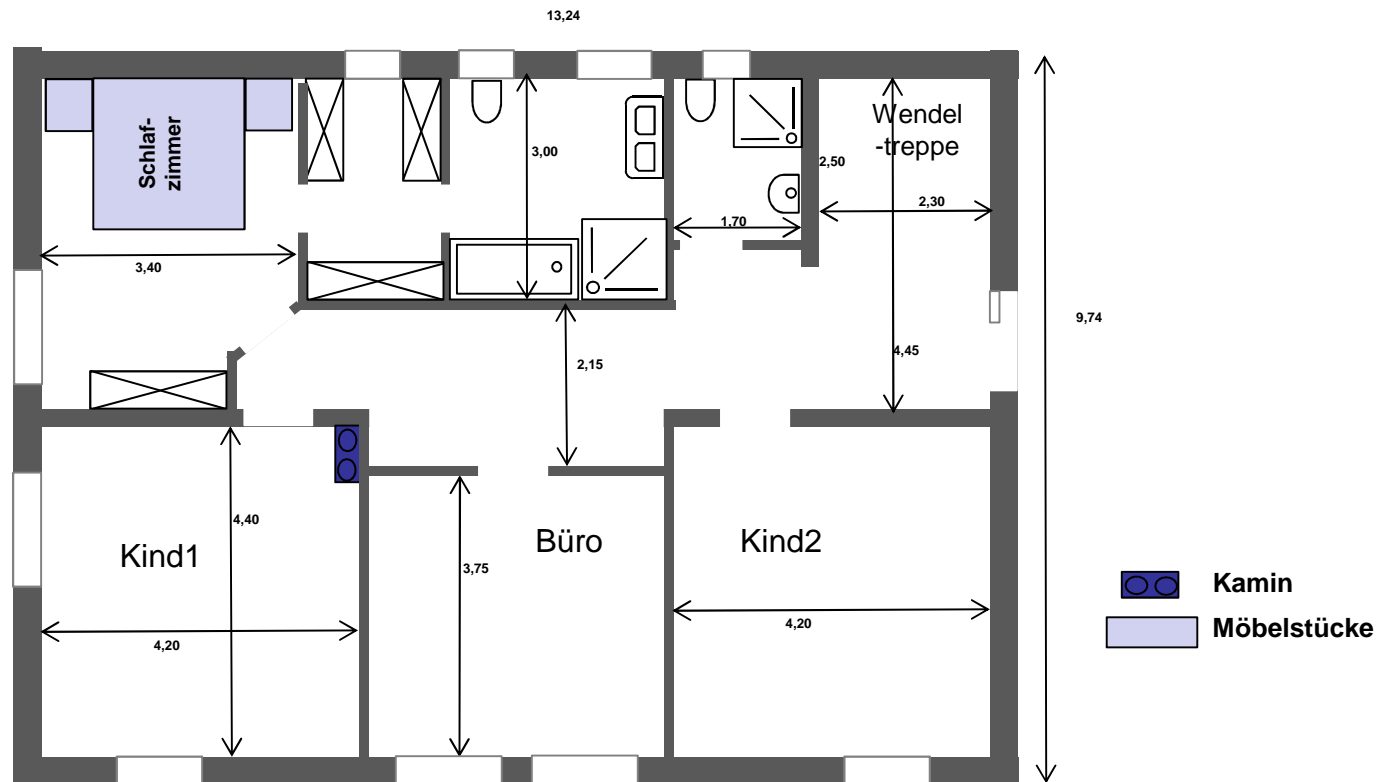 13,24
Wendel
-treppe
Schlaf-
zimmer
3,00
2,50
2,30
1,70
3,40
9,74
2,15
4,45
4,40
Kind1
Büro
Kind2
3,75
4,20
4,20
Kamin
Möbelstücke